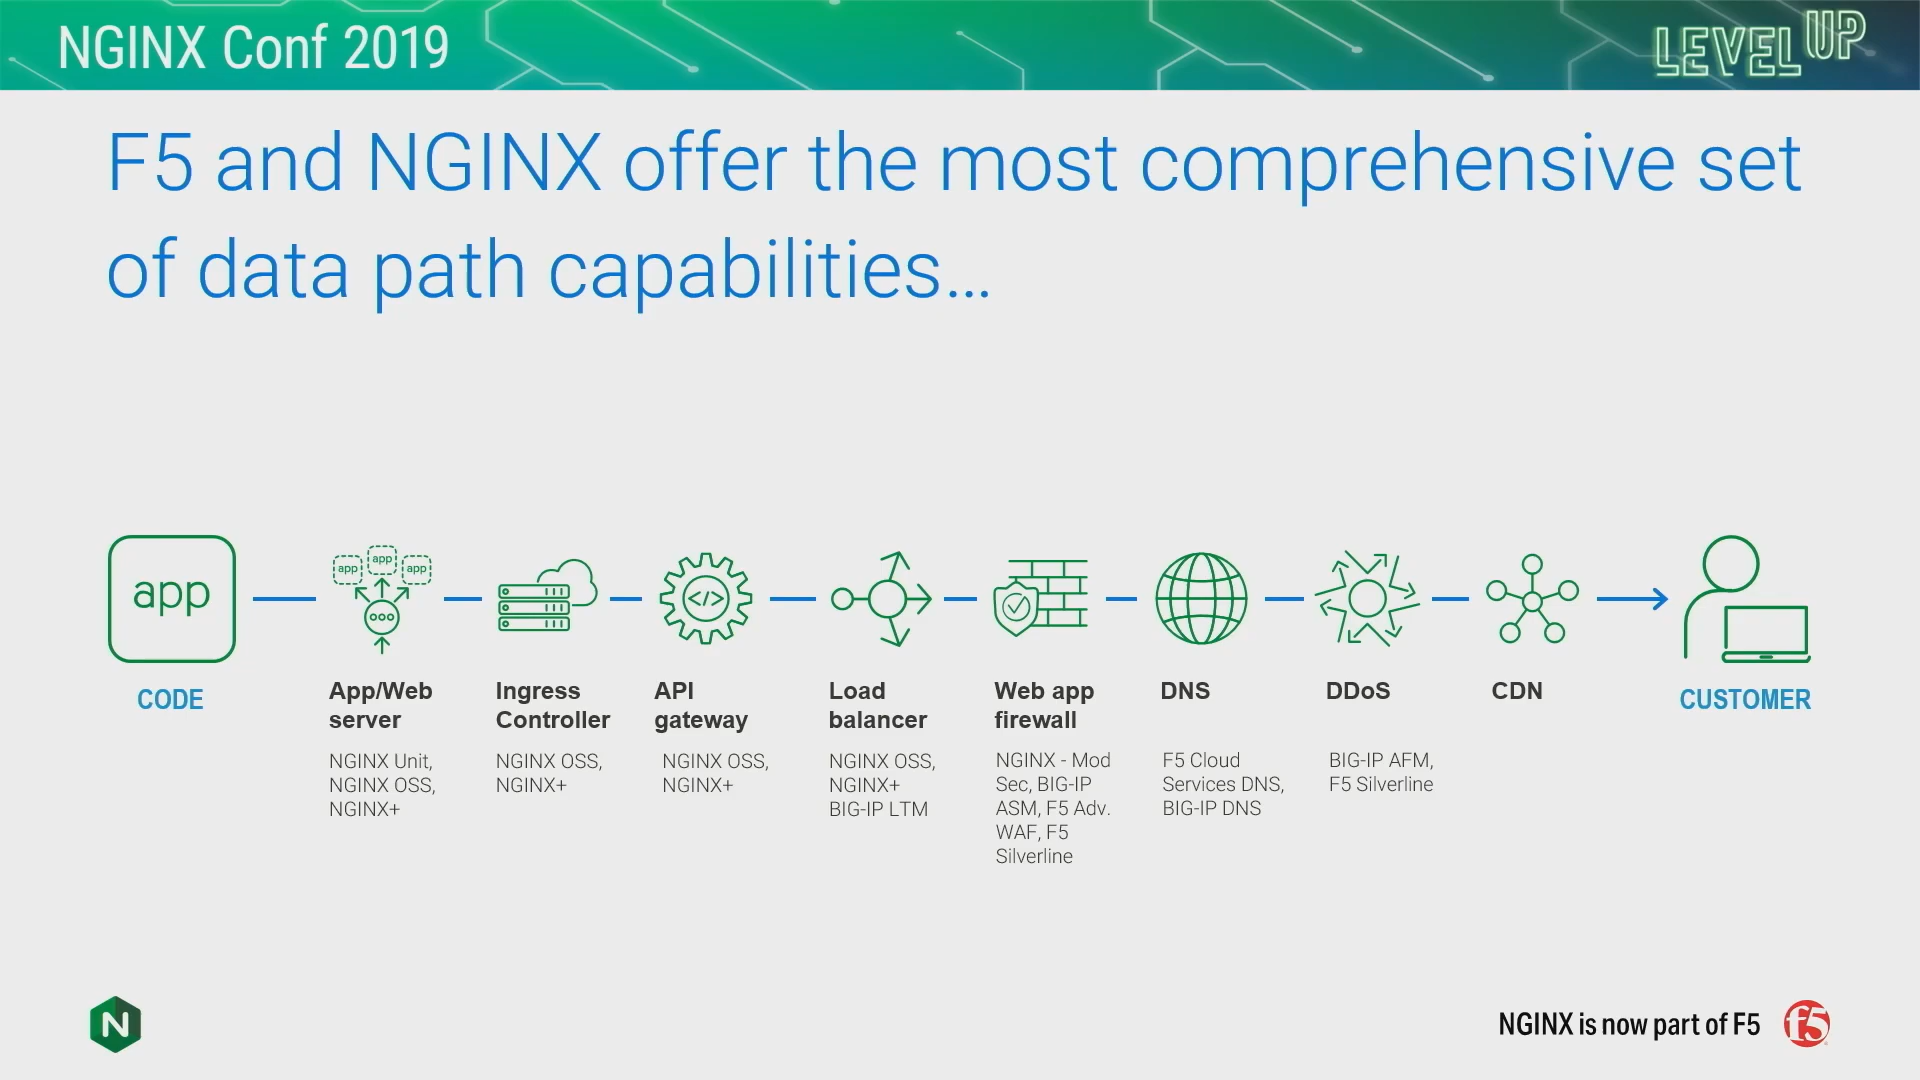 NGINX Conf 2019
LEVEL UP
F5 and NGINX offer the most comprehensive set
of data path capabilities...
app
CODE
app app app
App/Web
server
NGINX Unit,
NGINX OSS,
NGINX+
Ingress
Controller
NGINX OSS,
NGINX+
</>
API
gateway
NGINX OSS,
NGINX+
Load
balancer
NGINX OSS,
NGINX+
BIG-IP LTM
Web app
firewall
NGINX - Mod
Sec, BIG-IP
ASM, F5 Adv.
WAF, F5
Silverline
DNS
F5 Cloud
Services DNS,
BIG-IP DNS
DDoS
BIG-IP AFM,
F5 Silverline
CDN
CUSTOMER
N
NGINX is now part of F5
f5